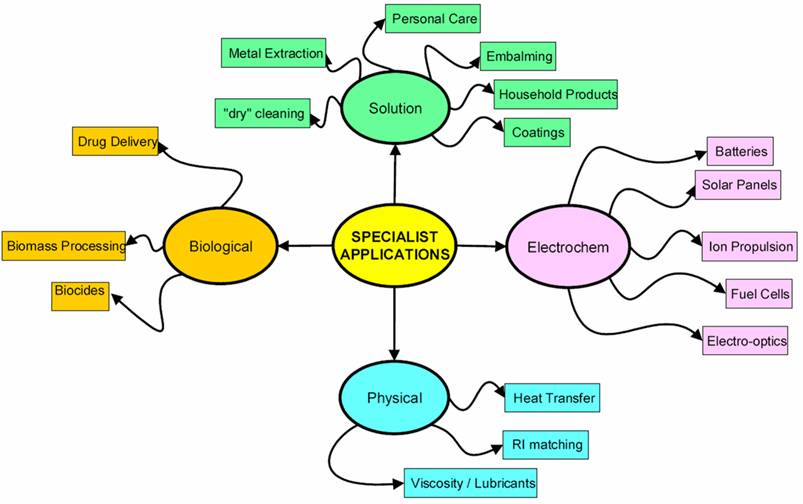 Personal Care
Metal Extraction
Embalming
Household Products
Solution
"dry" cleaning
Coatings
Drug Delivery
Batteries
Solar Panels
SPECIALIST
APPLICATIONS
Biological
Biomass Processing
Electrochem
Ion Propulsion
Biocides
Fuel Cells
Electro-optics
Physical
Heat Transfer
RI matching
Viscosity / Lubricants